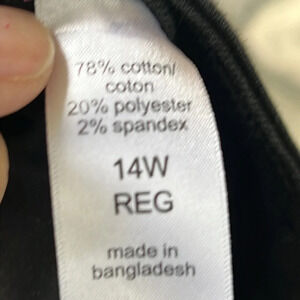 78% cotton/
coton
20% polyester
2% spandex
14W
REG
made in
bangladesh